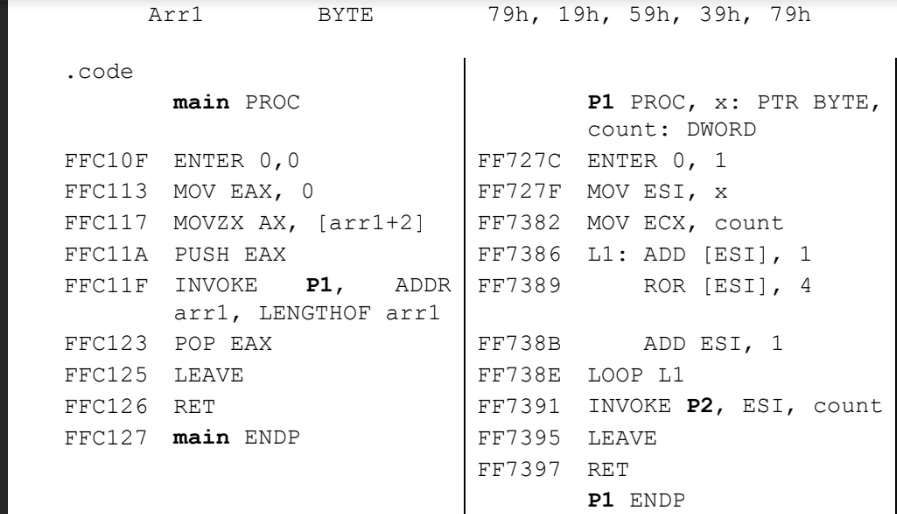 Arr1 BYTE 79h, 19h, 59h, 39h, 79h
.code
main PROC
FFC10F ENTER 0,0
FFC113 MOV EAX, 0
FFC117 MOVZX AX, [arr1+2]
FFC11A PUSH EAX
FFC11F INVOKE P1, ADDR
arr1, LENGTHOF arr1
FFC123 POP EAX
FFC125 LEAVE
FFC126 RET
FFC127 main ENDP
P1 PROC, x: PTR BYTE,
count: DWORD
FF727C ENTER 0, 1
FF727F MOV ESI, x
FF7382 MOV ECX, count
FF7386 L1: ADD [ESI], 1
FF7389 ROR [ESI], 4
FF738B ADD ESI, 1
FF738E LOOP L1
FF7391 INVOKE P2, ESI, count
FF7395 LEAVE
FF7397 RET
P1 ENDP